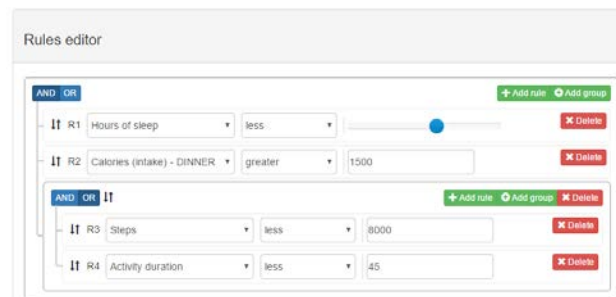 Rules editor
AND OR + Add rule Add group
R1 Hours of sleep less Delete
R2 Calories (intake) - DINNER greater 1500 Delete
AND OR + Add rule Add group Delete
R3 Steps less 8000 Delete
R4 Activity duration less 45 Delete